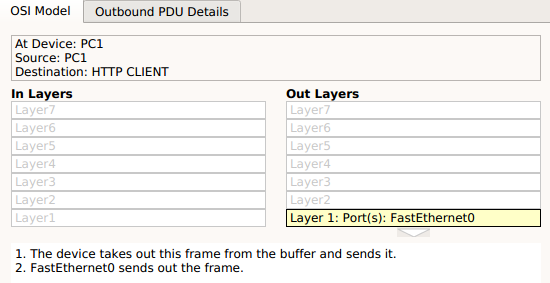 OSI Model Outbound PDU Details
At Device: PC1
Source: PC1
Destination: HTTP CLIENT
In Layers Out Layers
Layer7 Layer7
Layer6 Layer6
Layer5 Layer5
Layer4 Layer4
Layer3 Layer3
Layer2 Layer2
Layer1 Layer 1: Port(s): FastEthernet0
1. The device takes out this frame from the buffer and sends it.
2. FastEthernet0 sends out the frame.